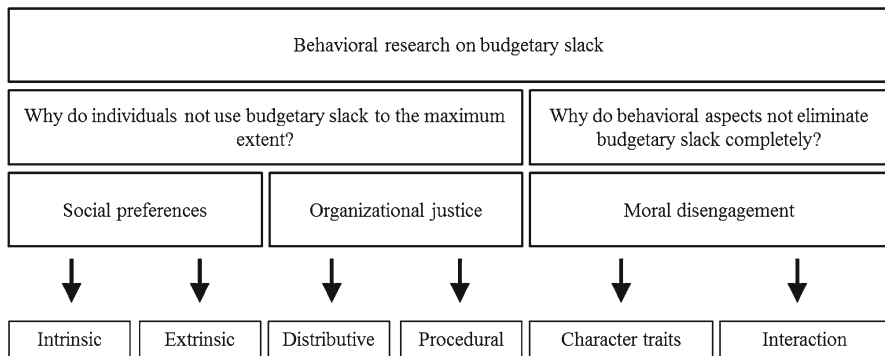 Behavioral research on budgetary slack
Why do individuals not use budgetary slack to the maximum
extent?
Why do behavioral aspects not eliminate
budgetary slack completely?
Social preferences
Organizational justice
Moral disengagement
Intrinsic
Extrinsic
Distributive
Procedural
Character traits
Interaction